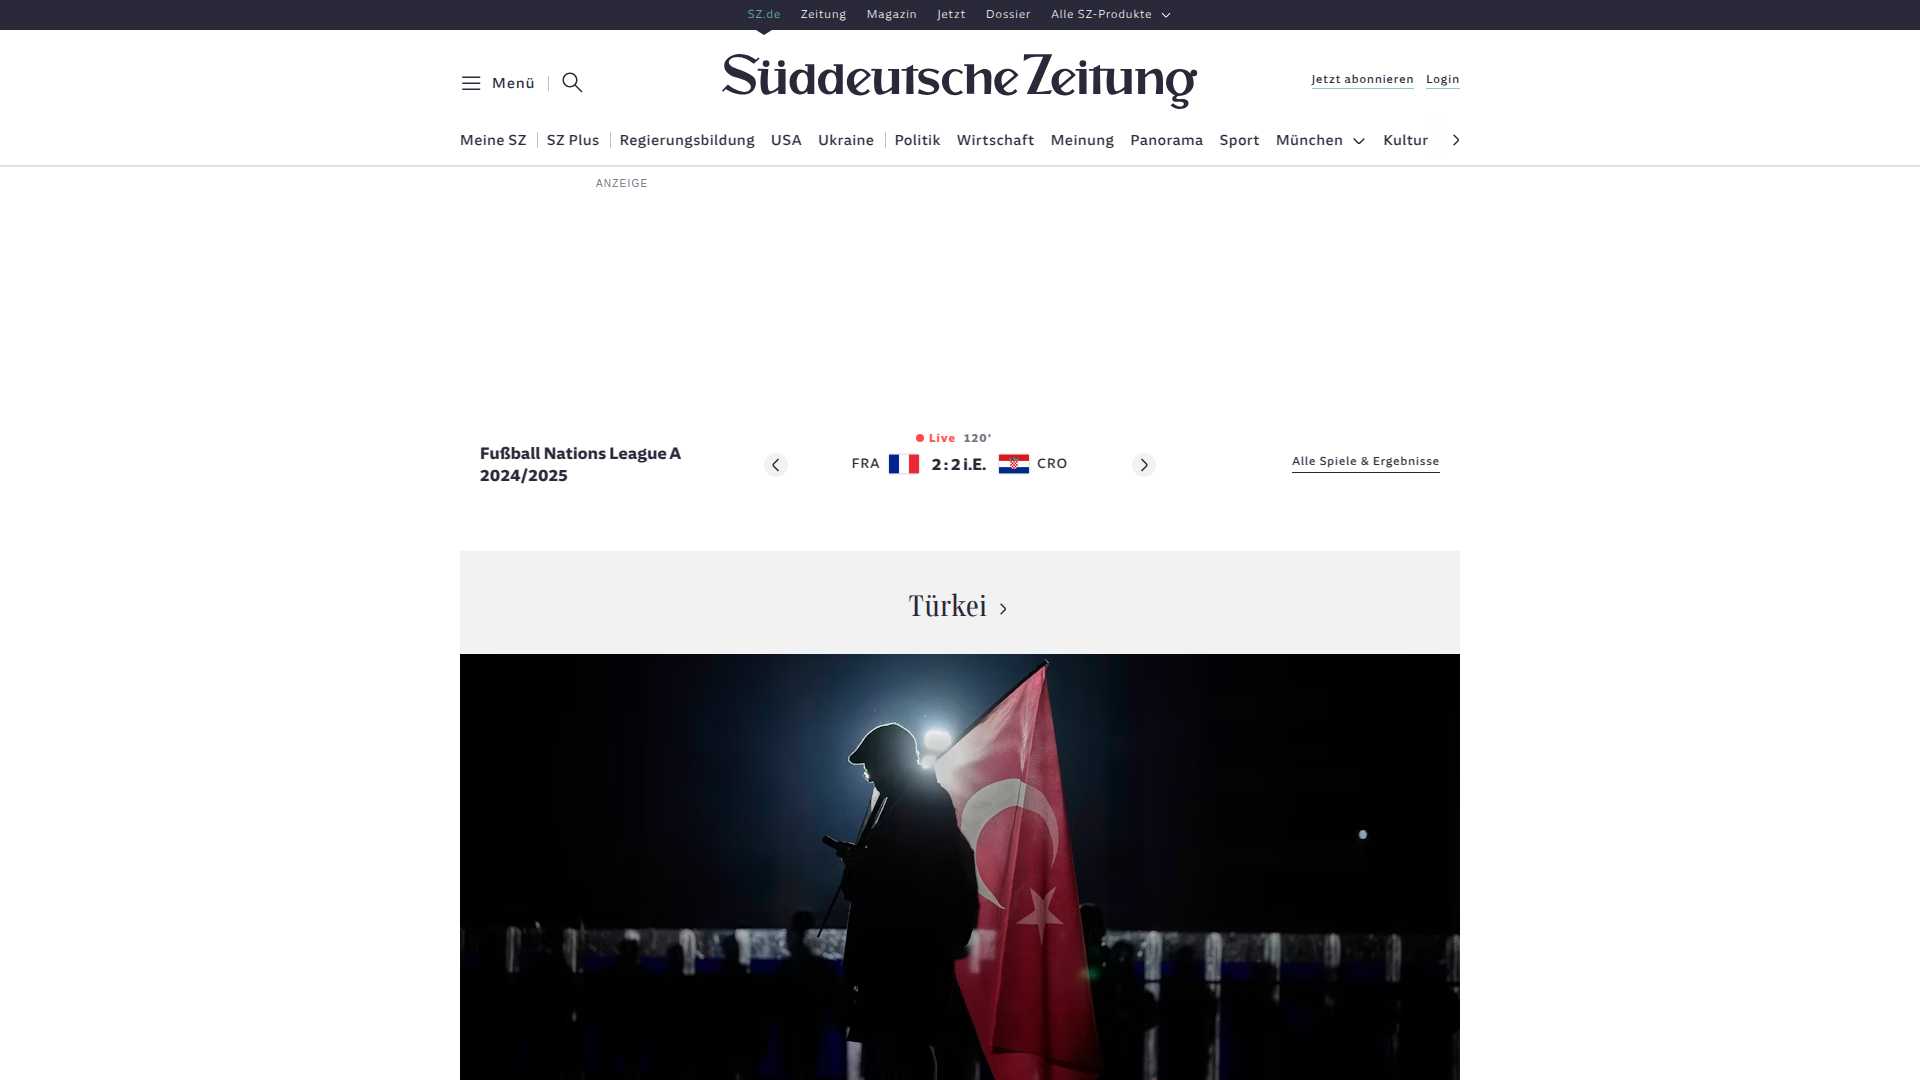 SZ.de Zeitung Magazin Jetzt Dossier Alle SZ-Produkte
Menü
Süddeutsche Zeitung
Jetzt abonnieren Login
Meine SZ SZ Plus Regierungsbildung USA Ukraine Politik Wirtschaft Meinung Panorama Sport München Kultur
ANZEIGE
Fußball Nations League A
2024/2025
Live 120'
FRA 2:2 i.E. CRO
Alle Spiele & Ergebnisse
Türkei